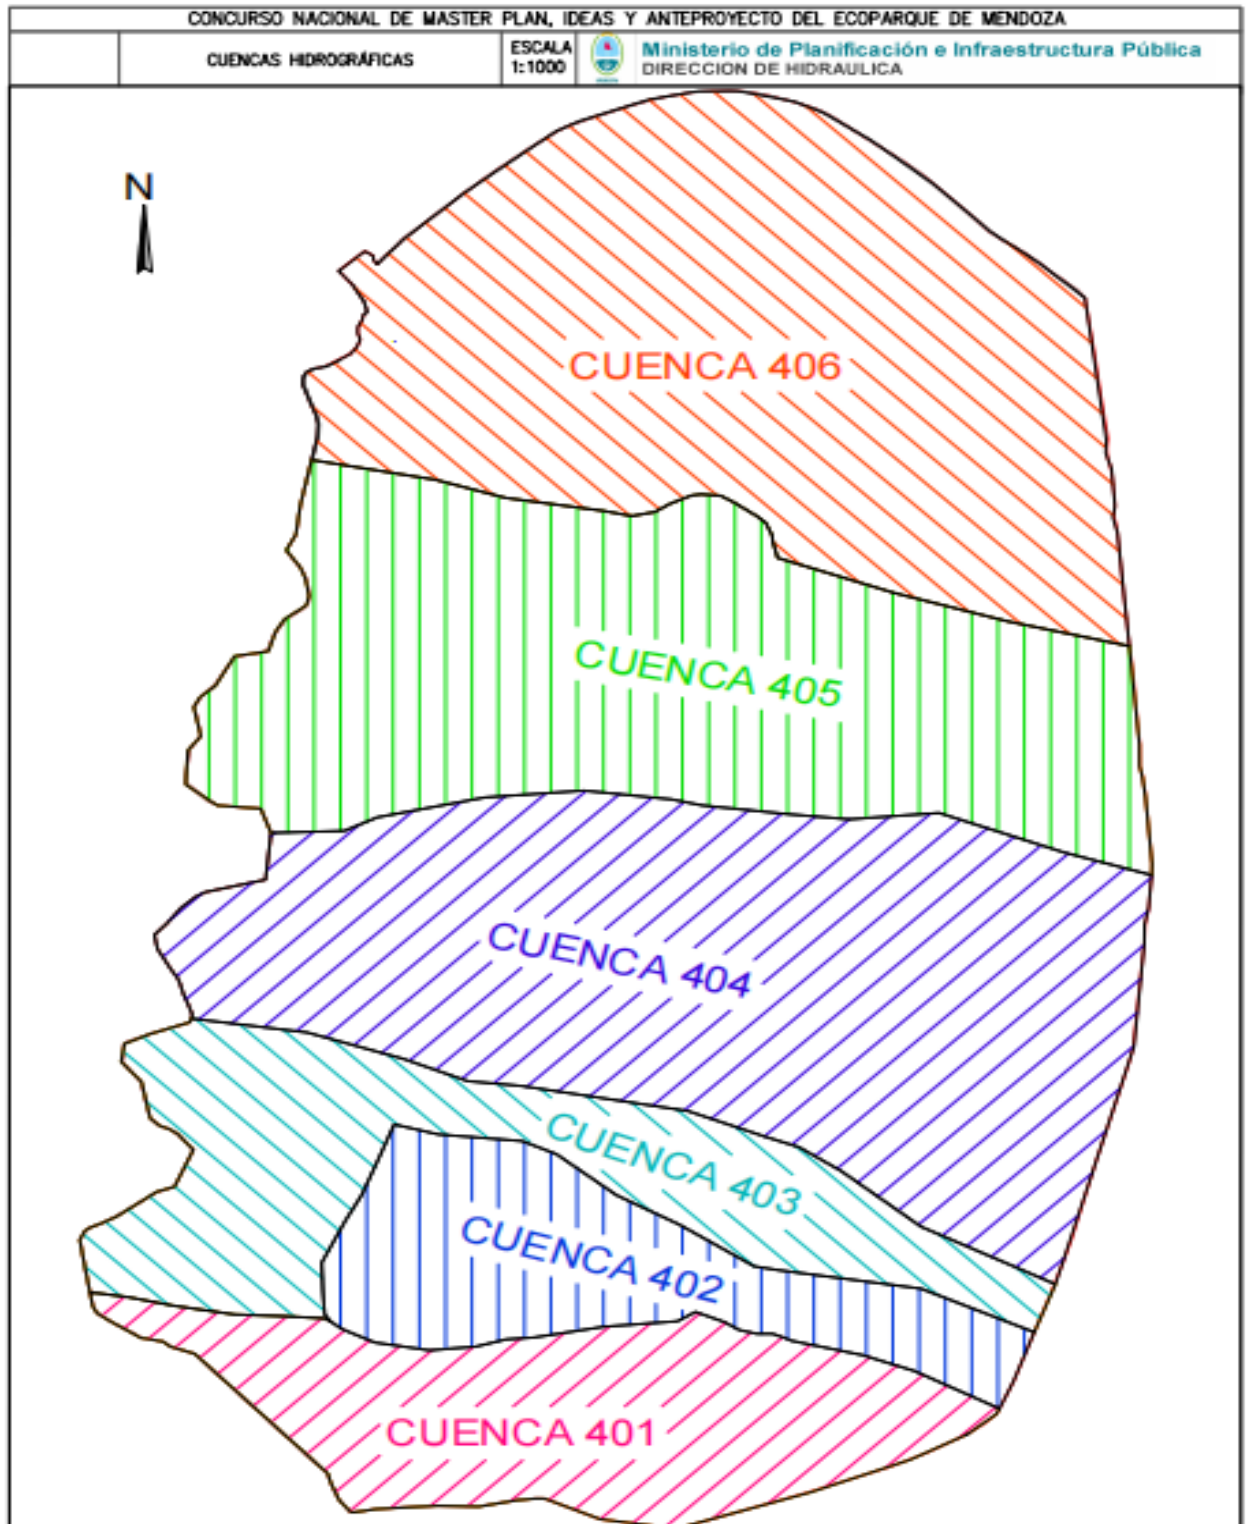 CONCURSO NACIONAL DE MASTER PLAN, IDEAS Y ANTEPROYECTO DEL ECOPARQUE DE MENDOZA
CUENCAS HIDROGRÁFICAS
ESCALA
1:1000
Ministerio de Planificación e Infraestructura Pública
DIRECCION DE HIDRAULICA
N
CUENCA 406
CUENCA 405
CUENCA 404
CUENCA 403
CUENCA 402
CUENCA 401